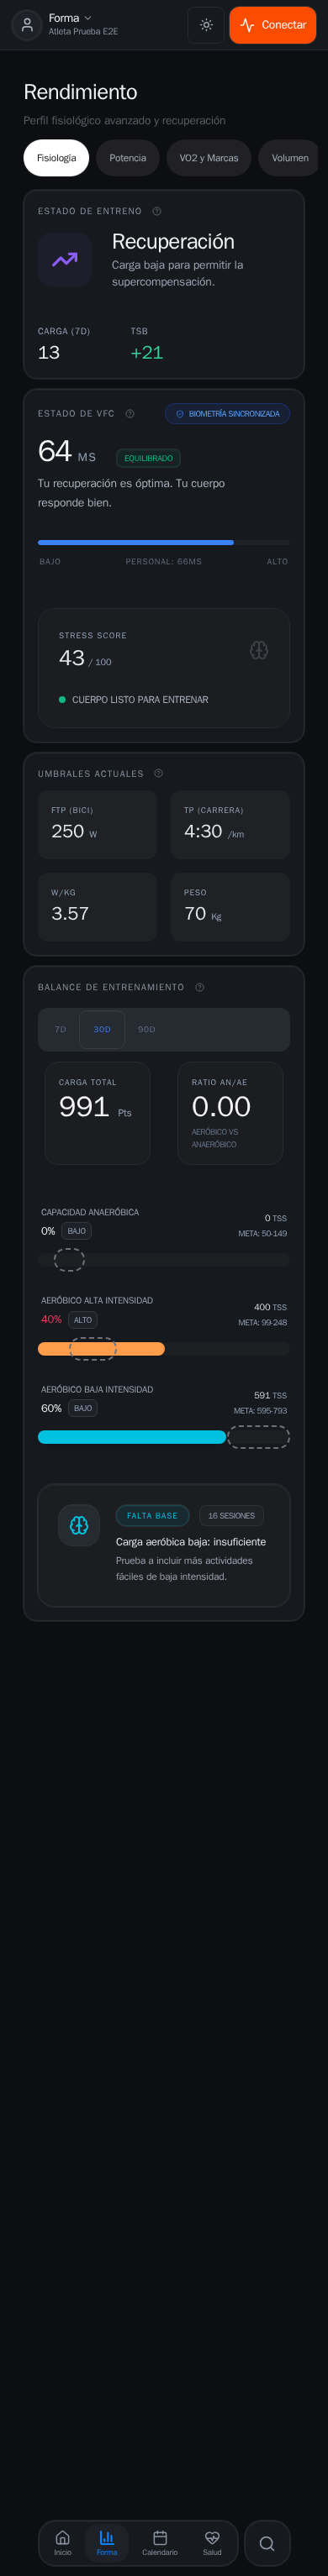 Forma
Atleta Prueba E2E
Conectar
Rendimiento
Perfil fisiológico avanzado y recuperación
Fisiología
Potencia
VO2 y Marcas
Volumen
ESTADO DE ENTRENO
Recuperación
Carga baja para permitir la
supercompensación.
CARGA (7D)
TSB
13
+21
ESTADO DE VFC
BIOMETRÍA SINCRONIZADA
64 MS
EQUILIBRADO
Tu recuperación es óptima. Tu cuerpo
responde bien.
BAJO
PERSONAL: 66MS
ALTO
STRESS SCORE
43 / 100
CUERPO LISTO PARA ENTRENAR
UMBRALES ACTUALES
FTP (BICI)
250 W
TP (CARRERA)
4:30 /km
W/KG
3.57
PESO
70 Kg
BALANCE DE ENTRENAMIENTO
7D
30D
90D
CARGA TOTAL
991 Pts
RATIO AN/AE
0.00
AERÓBICO VS
ANAERÓBICO
CAPACIDAD ANAERÓBICA
0% BAJO
0 TSS
META: 50-149
AERÓBICO ALTA INTENSIDAD
40% ALTO
400 TSS
META: 99-248
AERÓBICO BAJA INTENSIDAD
60% BAJO
591 TSS
META: 595-793
FALTA BASE
16 SESIONES
Carga aeróbica baja: insuficiente
Prueba a incluir más actividades
fáciles de baja intensidad.
Inicio
Forma
Calendario
Salud